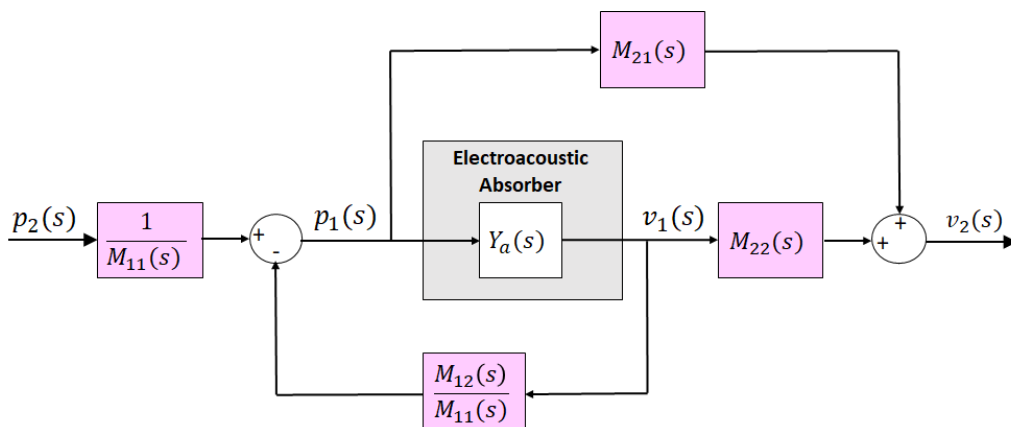 M₂₁(s)
Electroacoustic
Absorber
p₂(s)
1
M₁₁(s)
+
-
p₁(s)
Yₐ(s)
v₁(s)
M₂₂(s)
+
+
v₂(s)
M₁₂(s)
M₁₁(s)